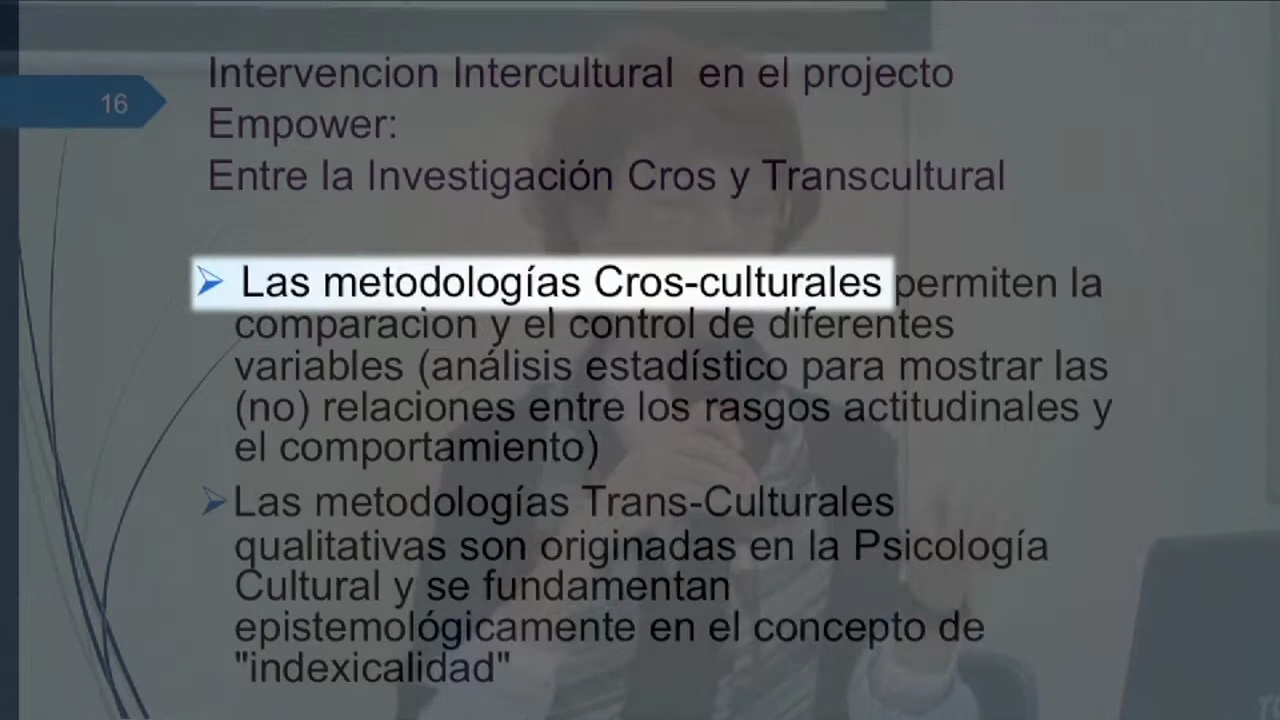 16
Intervencion Intercultural en el projecto
Empower:
Entre la Investigación Cros y Transcultural
➢ Las metodologías Cros-culturales permiten la
comparacion y el control de diferentes
variables (análisis estadístico para mostrar las
(no) relaciones entre los rasgos actitudinales y
el comportamiento)
➢ Las metodologías Trans-Culturales
qualitativas son originadas en la Psicología
Cultural y se fundamentan
epistemológicamente en el concepto de
"indexicalidad"